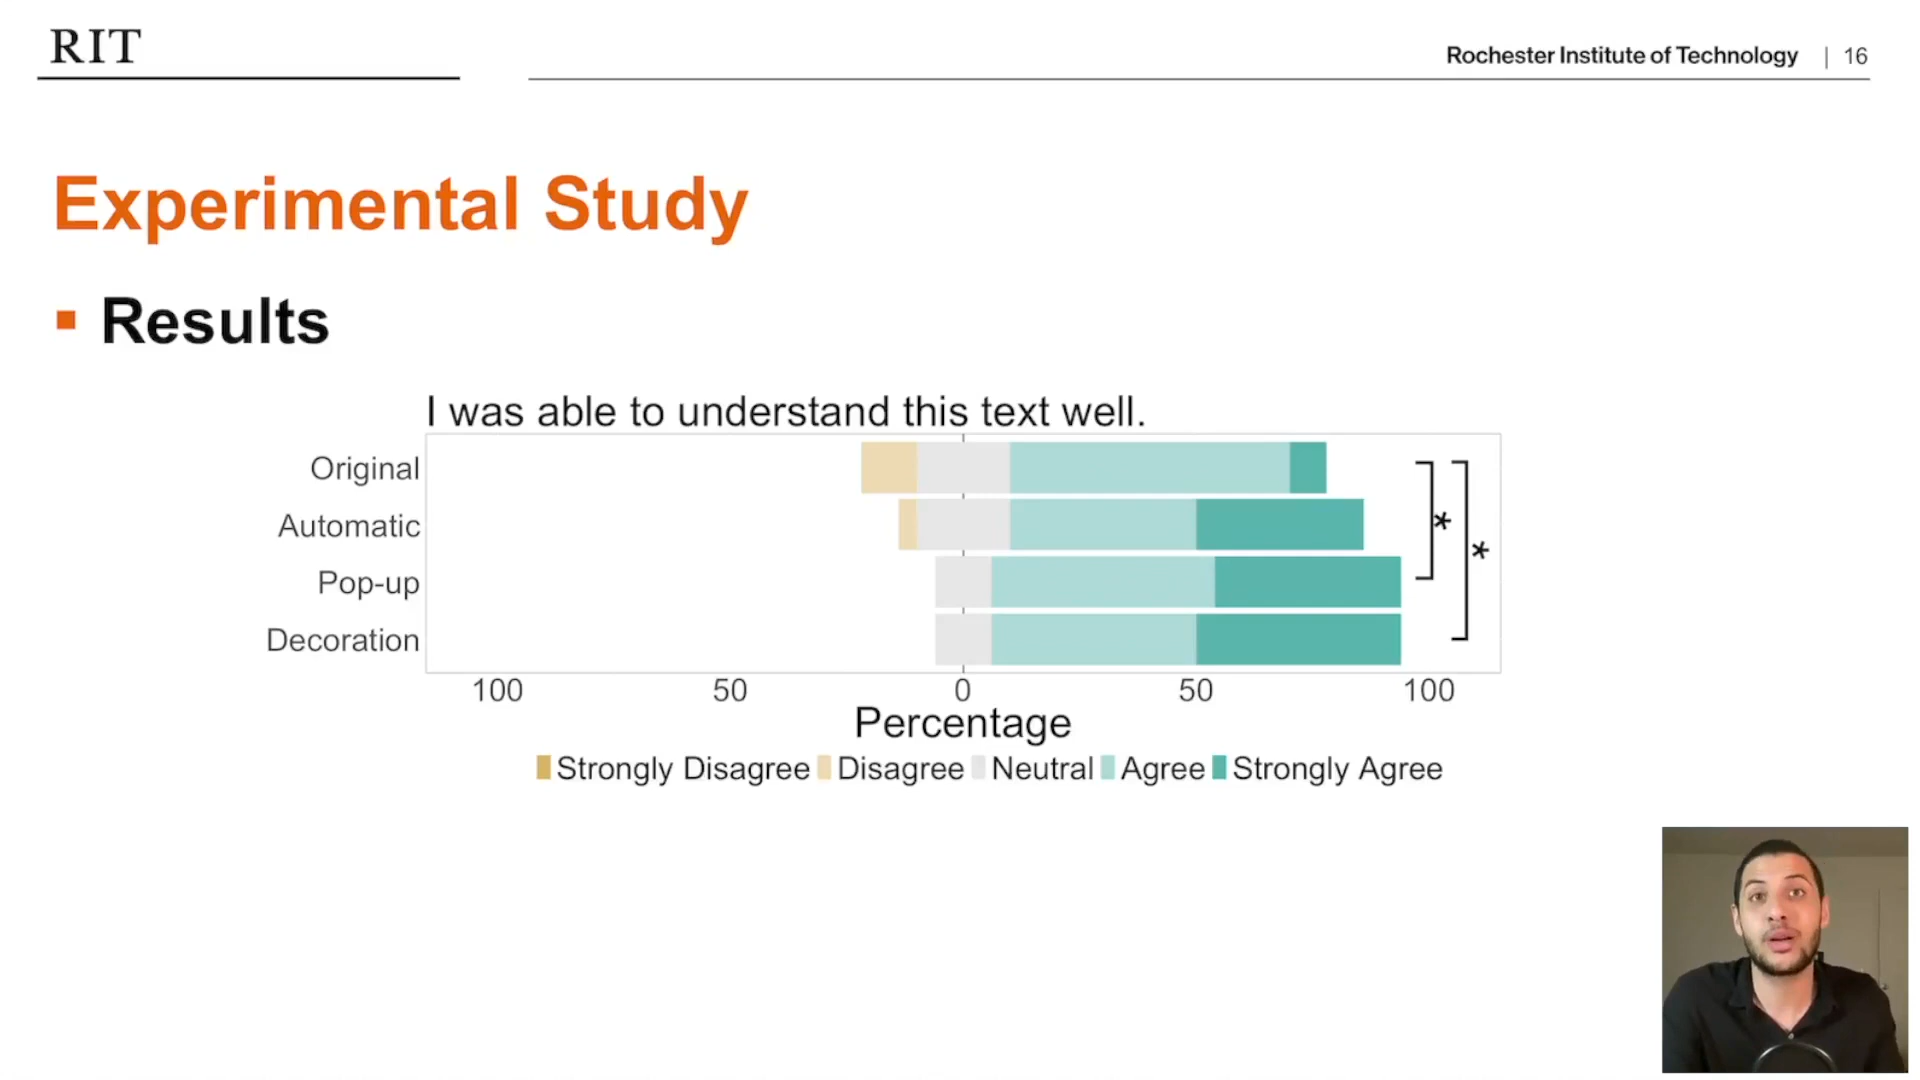 RIT
Rochester Institute of Technology | 16
Experimental Study
▪ Results
I was able to understand this text well.
Original
Automatic
Pop-up
Decoration
*
*
100 50 0 50 100
Percentage
Strongly Disagree Disagree Neutral Agree Strongly Agree